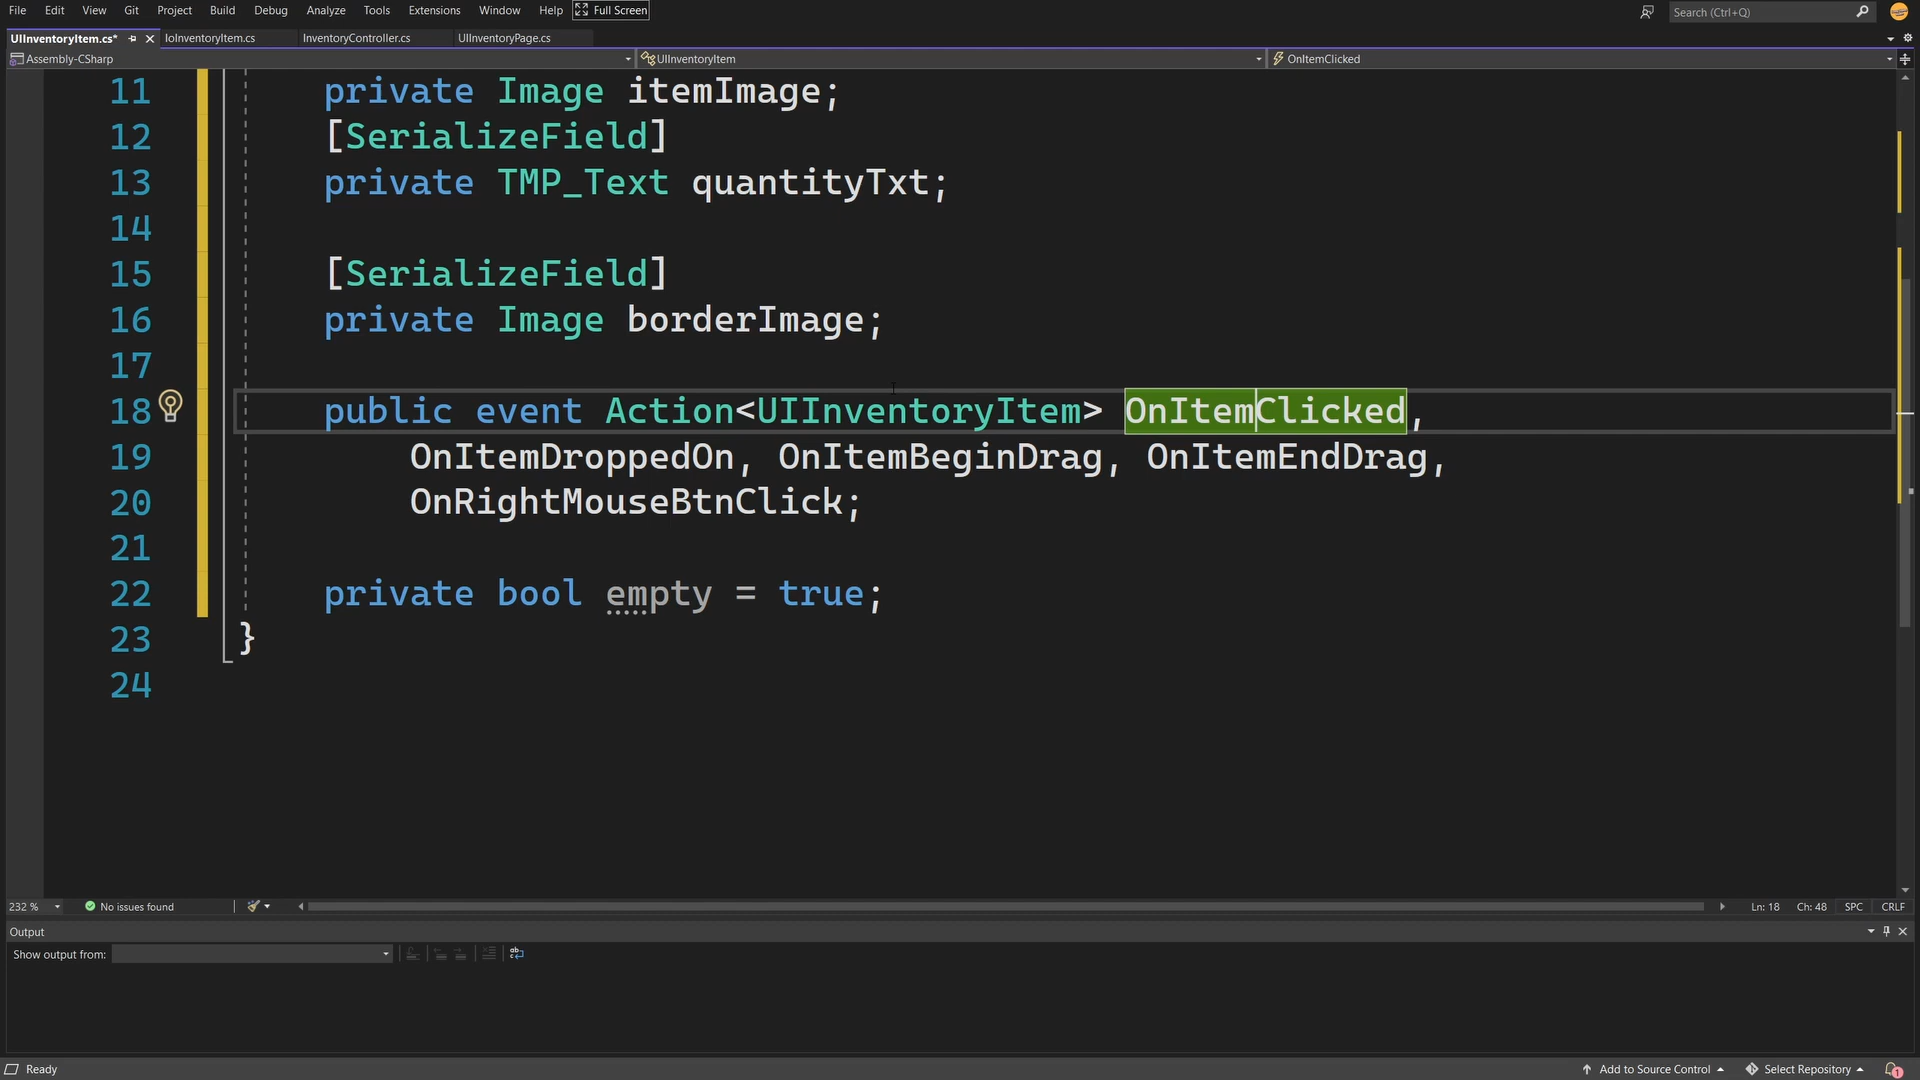 File Edit View Git Project Build Debug Analyze Tools Extensions Window Help Full Screen Search (Ctrl+Q)
UIInventoryItem.cs* IoInventoryItem.cs InventoryController.cs UIInventoryPage.cs
Assembly-CSharp UIInventoryItem OnItemClicked
11 private Image itemImage;
12 [SerializeField]
13 private TMP_Text quantityTxt;
14
15 [SerializeField]
16 private Image borderImage;
17
18 public event Action<UIInventoryItem> OnItemClicked,
19 OnItemDroppedOn, OnItemBeginDrag, OnItemEndDrag,
20 OnRightMouseBtnClick;
21
22 private bool empty = true;
23 }
24
232 % No issues found Ln: 18 Ch: 48 SPC CRLF
Output
Show output from:
Ready Add to Source Control Select Repository 1